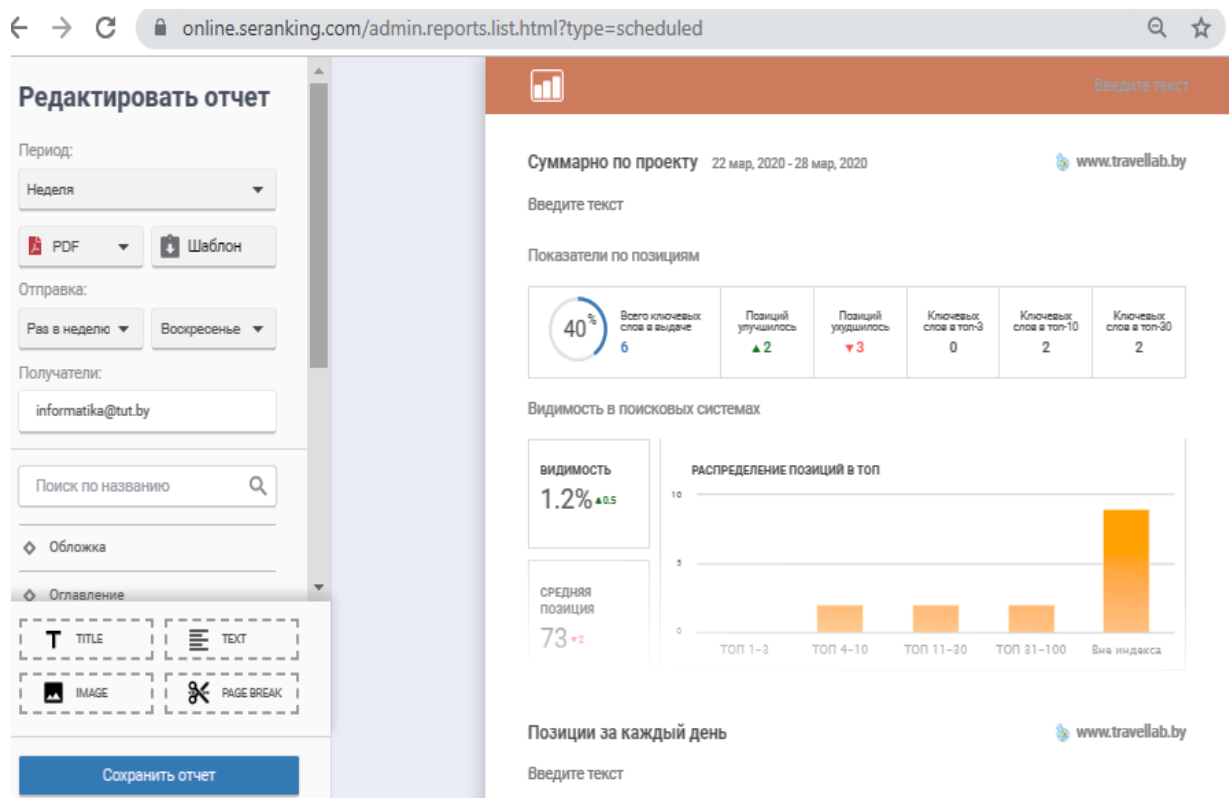 online.seranking.com/admin.reports.list.html?type=scheduled
Редактировать отчет
Период:
Неделя
PDF
Шаблон
Отправка:
Раз в неделю
Воскресенье
Получатели:
informatika@tut.by
Поиск по названию
Обложка
Оглавление
T TITLE
TEXT
IMAGE
PAGE BREAK
Сохранить отчет
Введите текст
Суммарно по проекту 22 мар, 2020 - 28 мар, 2020
www.travellab.by
Введите текст
Показатели по позициям
40%
Всего ключевых
слов в выдаче
6
Позиций
улучшилось
▲2
Позиций
ухудшилось
▼3
Ключевых
слов в топ-3
0
Ключевых
слов в топ-10
2
Ключевых
слов в топ-30
2
Видимость в поисковых системах
ВИДИМОСТЬ
1.2% ▲0.5
СРЕДНЯЯ
ПОЗИЦИЯ
73 ▼2
РАСПРЕДЕЛЕНИЕ ПОЗИЦИЙ В ТОП
10
5
0
ТОП 1-3
ТОП 4-10
ТОП 11-30
ТОП 31-100
Вне индекса
Позиции за каждый день
www.travellab.by
Введите текст